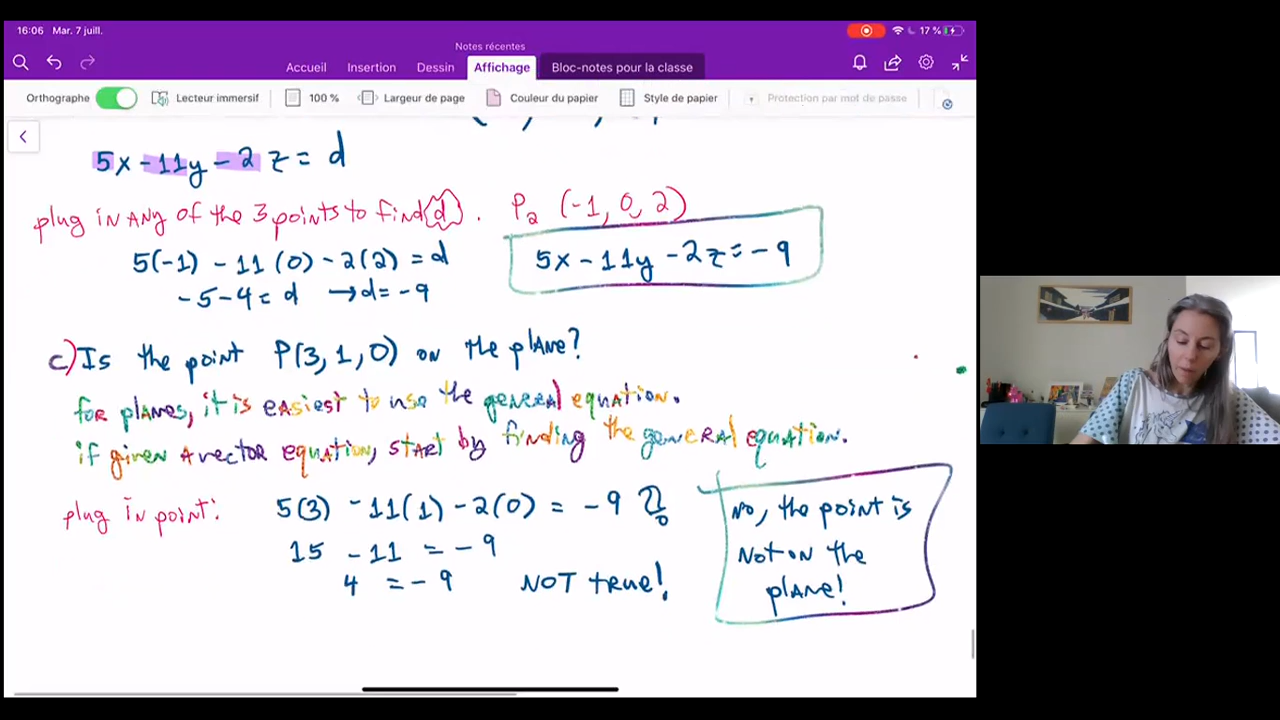 16:06 Mar. 7 juill.
17 %
Notes récentes
Accueil Insertion Dessin Affichage Bloc-notes pour la classe
Orthographe Lecteur immersif 100 % Largeur de page Couleur du papier Style de papier Protection par mot de passe
5x - 11y - 2z = d
plug in any of the 3 points to find d. P2 (-1, 0, 2)
5(-1) - 11(0) - 2(2) = d
5x - 11y - 2z = -9
-5 - 4 = d → d = -9
c) Is the point P(3, 1, 0) on the plane?
for planes, it is easiest to use the general equation.
if given a vector equation, start by finding the general equation.
plug in point: 5(3) - 11(1) - 2(0) = -9 ?
15 - 11 = -9
4 = -9 NOT true!
No, the point is
Not on the
plane!